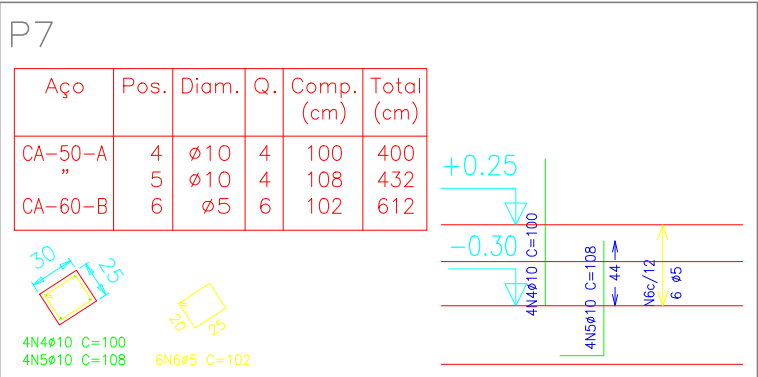 P7
Aço Pos. Diam. Q. Comp. (cm) Total (cm)
CA-50-A 4 ø10 4 100 400
” 5 ø10 4 108 432
CA-60-B 6 ø5 6 102 612
+0.25
-0.30
4N4ø10 C=100
4N5ø10 C=108
44
N6c/12
6 ø5
30
25
4N4ø10 C=100
4N5ø10 C=108
20
25
6N6ø5 C=102